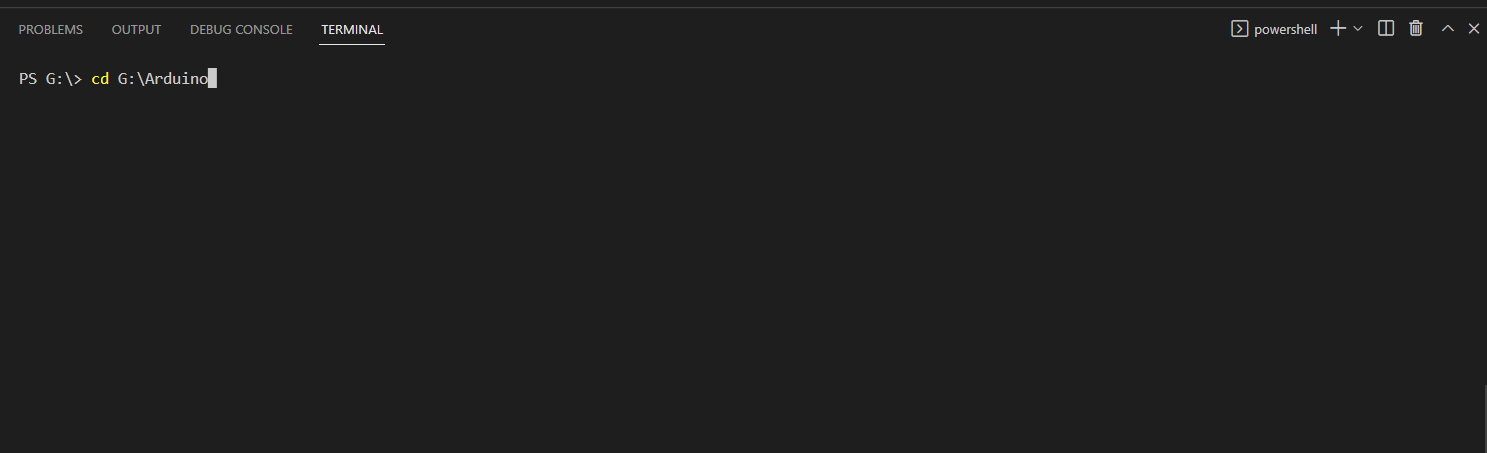 PROBLEMS OUTPUT DEBUG CONSOLE TERMINAL powershell
PS G:\> cd G:\Arduino